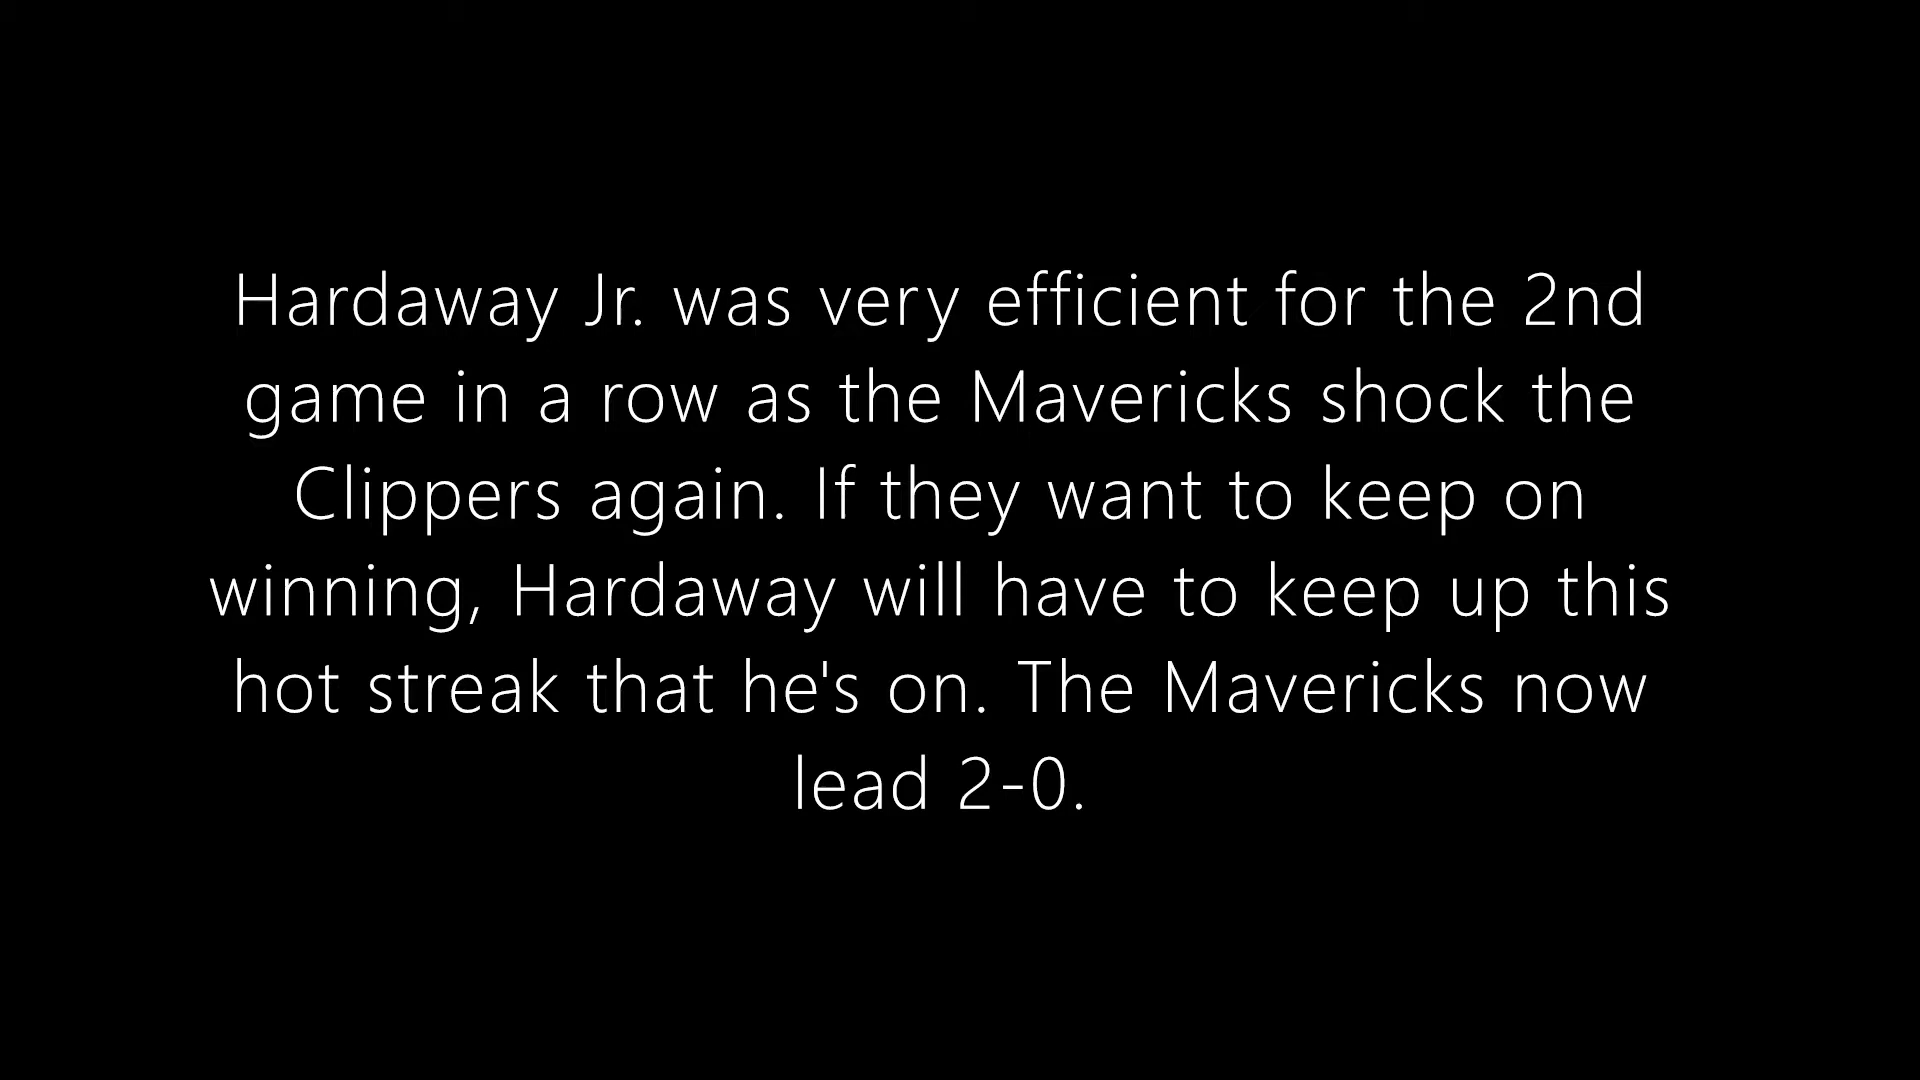 Hardaway Jr. was very efficient for the 2nd
game in a row as the Mavericks shock the
Clippers again. If they want to keep on
winning, Hardaway will have to keep up this
hot streak that he's on. The Mavericks now
lead 2-0.